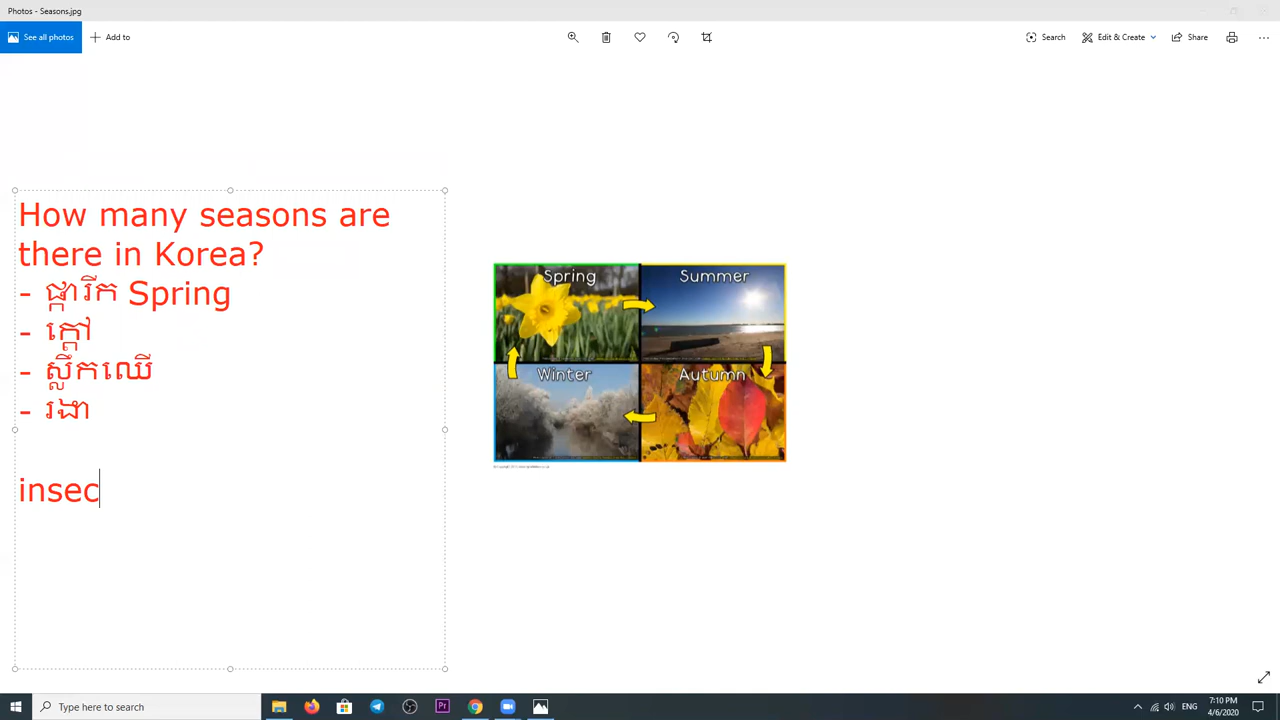 Photos - Seasons.jpg
See all photos
Add to
Search
Edit & Create
Share
How many seasons are
there in Korea?
- ផ្ការីក Spring
- ក្តៅ
- ស្លឹកឈើ
- រងា
insec
Spring
Summer
Winter
Autumn
Type here to search
ENG
7:10 PM
4/6/2020